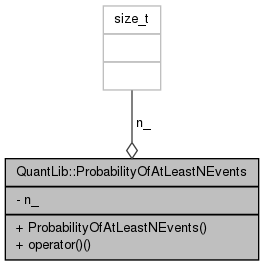 size_t
n_
QuantLib::ProbabilityOfAtLeastNEvents
- n_
+ ProbabilityOfAtLeastNEvents()
+ operator()()